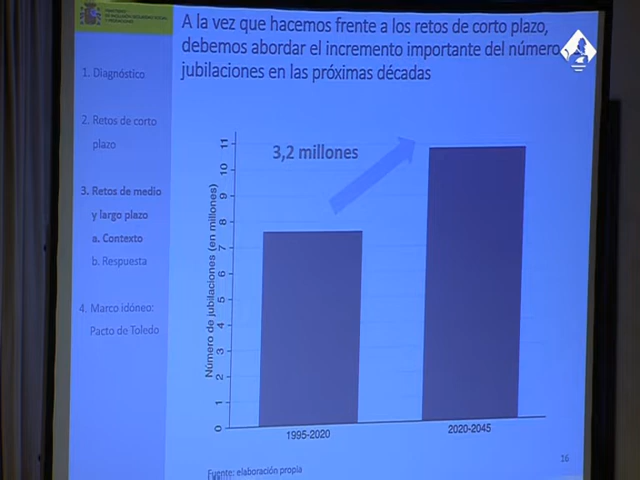 A la vez que hacemos frente a los retos de corto plazo,
debemos abordar el incremento importante del número
jubilaciones en las próximas décadas
1. Diagnóstico
2. Retos de corto
plazo
3. Retos de medio
y largo plazo
a. Contexto
b. Respuesta
4. Marco idóneo:
Pacto de Toledo
3,2 millones
Número de jubilaciones (en millones)
11
10
9
8
7
6
5
4
3
2
1
0
1995-2020
2020-2045
Fuente: elaboración propia
16